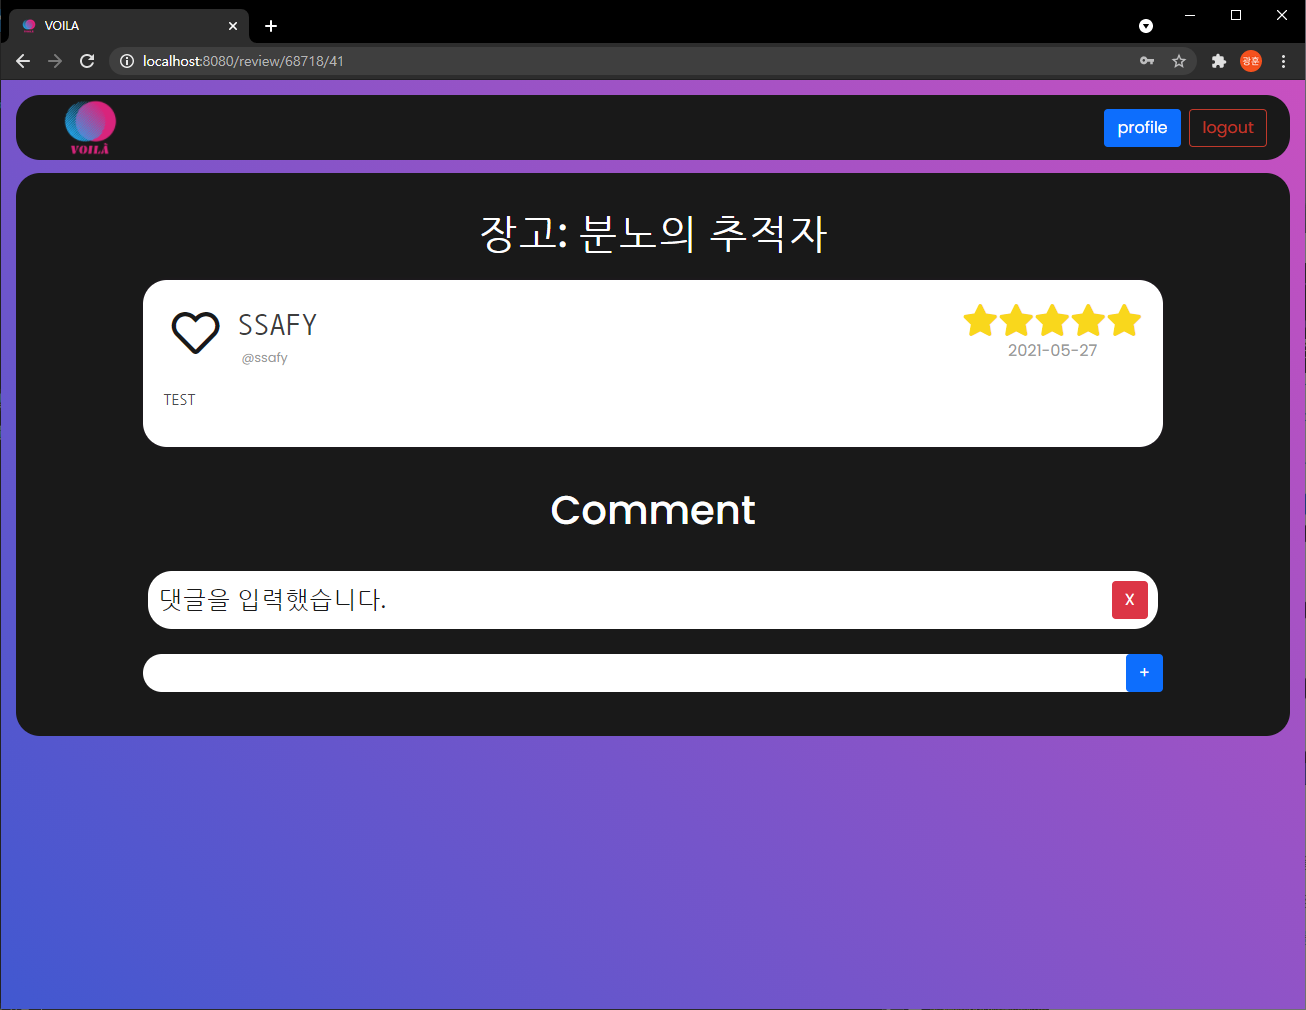 VOILA
localhost:8080/review/68718/41
광훈
VOILÀ
profile
logout
장고: 분노의 추적자
SSAFY
@ssafy
2021-05-27
TEST
Comment
댓글을 입력했습니다.
X
+